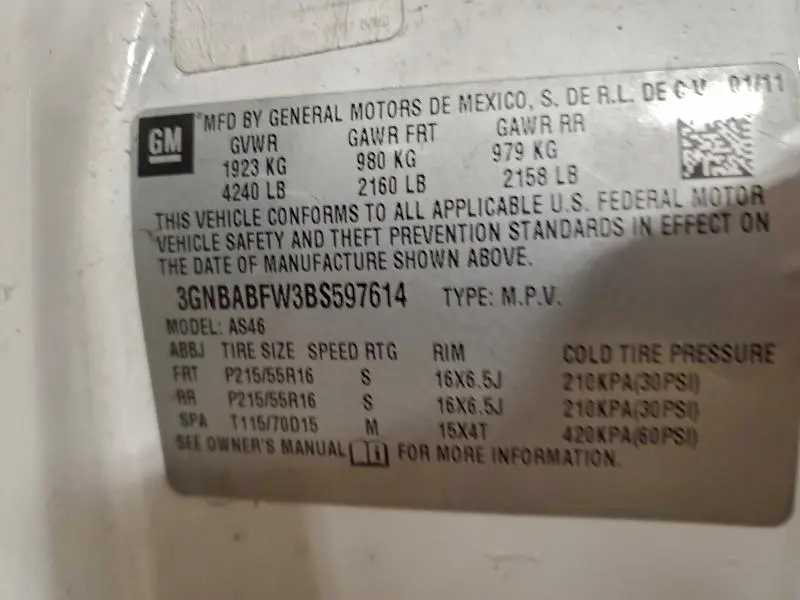 GM
MFD BY GENERAL MOTORS DE MEXICO, S. DE R.L. DE C.V. 01/11
GVWR GAWR FRT GAWR RR
1923 KG 980 KG 979 KG
4240 LB 2160 LB 2158 LB
THIS VEHICLE CONFORMS TO ALL APPLICABLE U.S. FEDERAL MOTOR
VEHICLE SAFETY AND THEFT PREVENTION STANDARDS IN EFFECT ON
THE DATE OF MANUFACTURE SHOWN ABOVE.
3GNBABFW3BS597614 TYPE: M.P.V.
MODEL: AS46
ABBJ TIRE SIZE SPEED RTG RIM COLD TIRE PRESSURE
FRT P215/55R16 S 16X6.5J 210KPA(30PSI)
RR P215/55R16 S 16X6.5J 210KPA(30PSI)
SPA T115/70D15 M 15X4T 420KPA(60PSI)
SEE OWNER'S MANUAL FOR MORE INFORMATION.